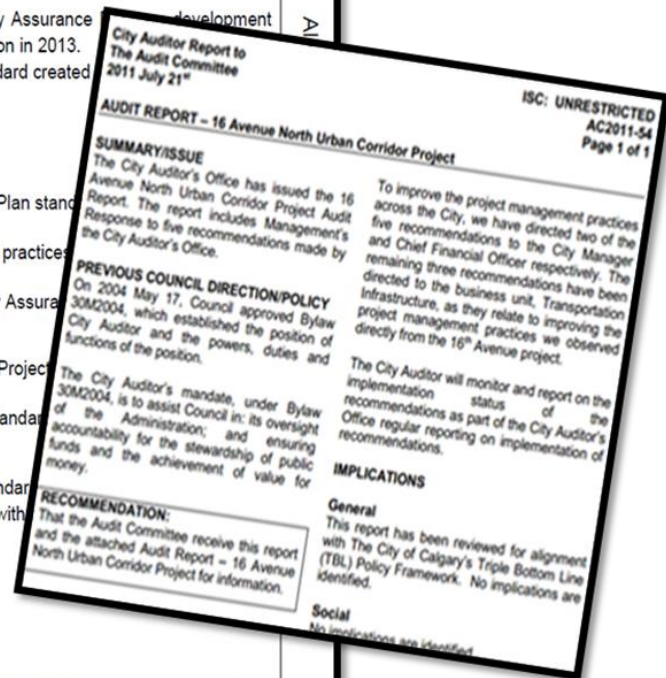 y Assurance development
on in 2013.
dard created
Plan stand
practices
Assura
Project
andar
ndar
with
City Auditor Report to
The Audit Committee
2011 July 21st
ISC: UNRESTRICTED
AC2011-54
Page 1 of 1
AUDIT REPORT – 16 Avenue North Urban Corridor Project
SUMMARY/ISSUE
The City Auditor's Office has issued the 16
Avenue North Urban Corridor Project Audit
Report. The report includes Management's
Response to five recommendations made by
the City Auditor's Office.
PREVIOUS COUNCIL DIRECTION/POLICY
On 2004 May 17, Council approved Bylaw
30M2004, which established the position of
City Auditor and the powers, duties and
functions of the position.
The City Auditor's mandate, under Bylaw
30M2004, is to assist Council in: its oversight
of the Administration; and ensuring
accountability for the stewardship of public
funds and the achievement of value for
money.
RECOMMENDATION:
That the Audit Committee receive this report
and the attached Audit Report – 16 Avenue
North Urban Corridor Project for information.
To improve the project management practices
across the City, we have directed two of the
five recommendations to the City Manager
and Chief Financial Officer respectively. The
remaining three recommendations have been
directed to the business unit, Transportation
Infrastructure, as they relate to improving the
project management practices we observed
directly from the 16th Avenue project.
The City Auditor will monitor and report on the
implementation status of the
recommendations as part of the City Auditor's
Office regular reporting on implementation of
recommendations.
IMPLICATIONS
General
This report has been reviewed for alignment
with The City of Calgary's Triple Bottom Line
(TBL) Policy Framework. No implications are
identified.
Social
No implications are identified
Al